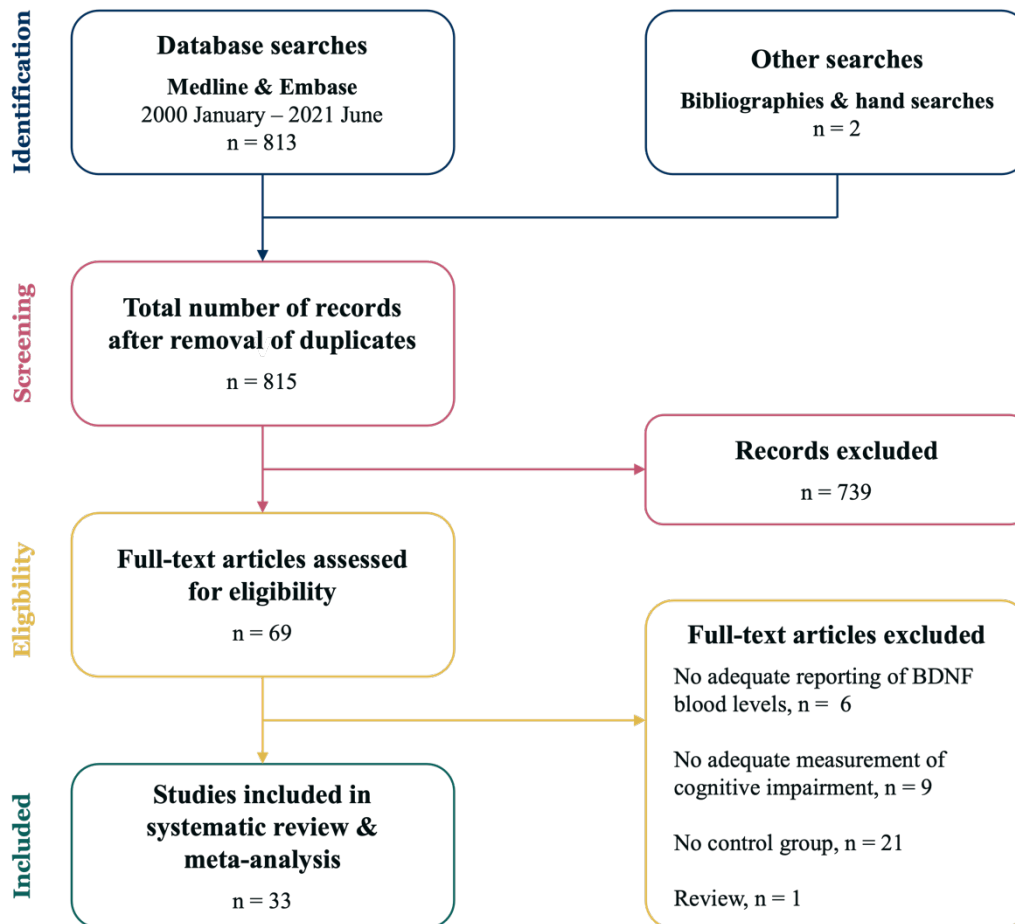 Identification
Database searches
Medline & Embase
2000 January – 2021 June
n = 813
Other searches
Bibliographies & hand searches
n = 2
Screening
Total number of records
after removal of duplicates
n = 815
Records excluded
n = 739
Eligibility
Full-text articles assessed
for eligibility
n = 69
Full-text articles excluded
No adequate reporting of BDNF
blood levels, n = 6
No adequate measurement of
cognitive impairment, n = 9
No control group, n = 21
Review, n = 1
Included
Studies included in
systematic review &
meta-analysis
n = 33